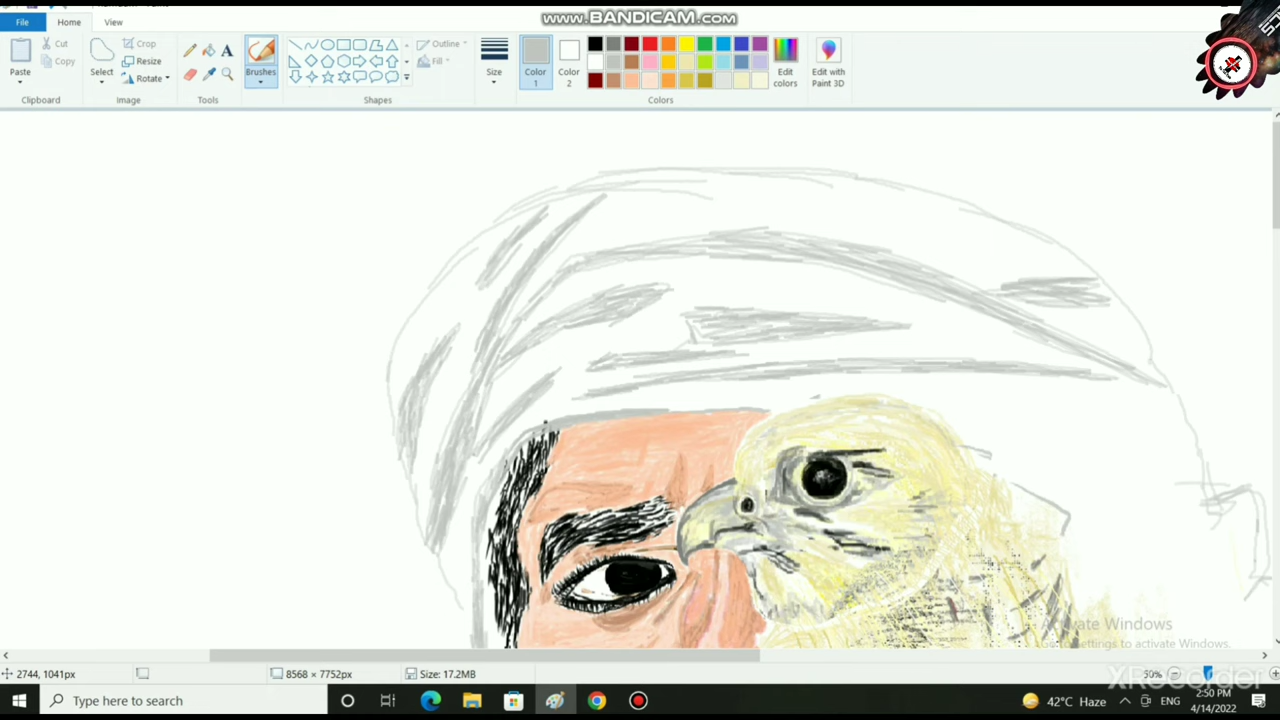 www.BANDICAM.com
File
Home
View
Paste
Cut
Copy
Clipboard
Select
Crop
Resize
Rotate
Image
Tools
Brushes
Shapes
Outline
Fill
Size
Color
1
Color
2
Colors
Edit
colors
Edit with
Paint 3D
Activate Windows
Go to Settings to activate Windows.
XRecorder
2744, 1041px
8568 × 7752px
Size: 17.2MB
Type here to search
42°C Haze
ENG
2:50 PM
4/14/2022